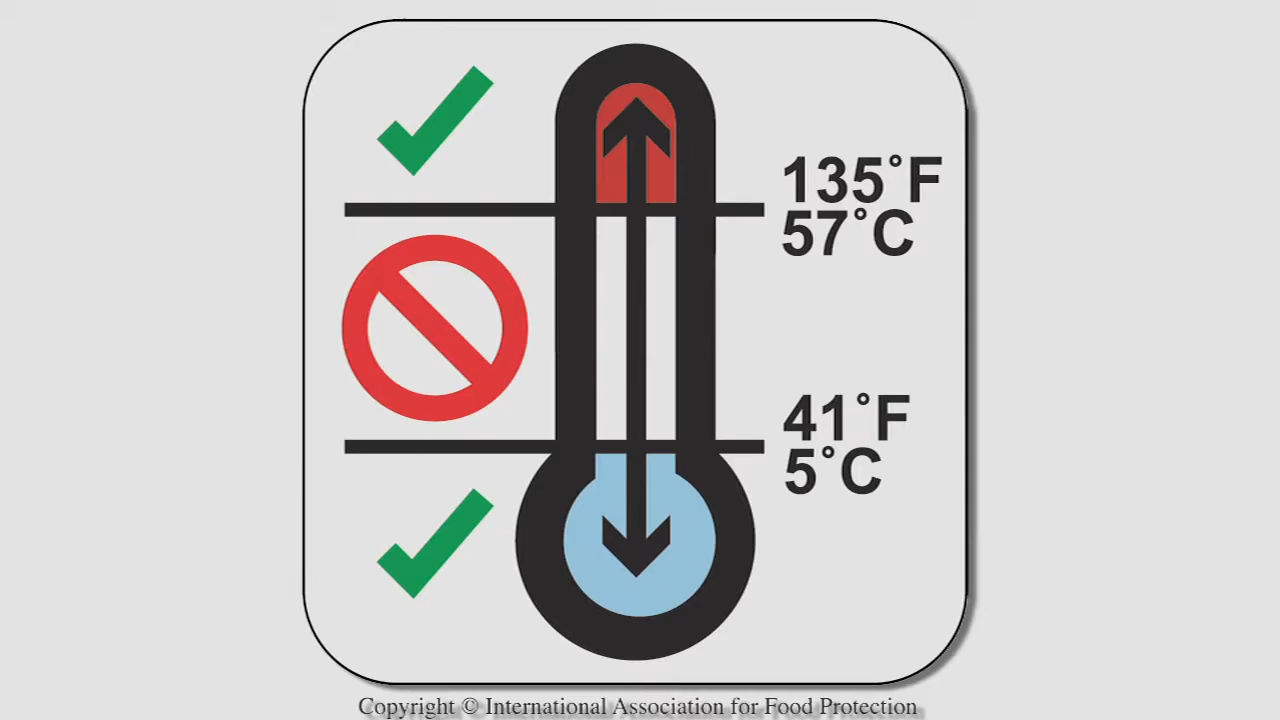 135˚F
57˚C
41˚F
5˚C
Copyright © International Association for Food Protection